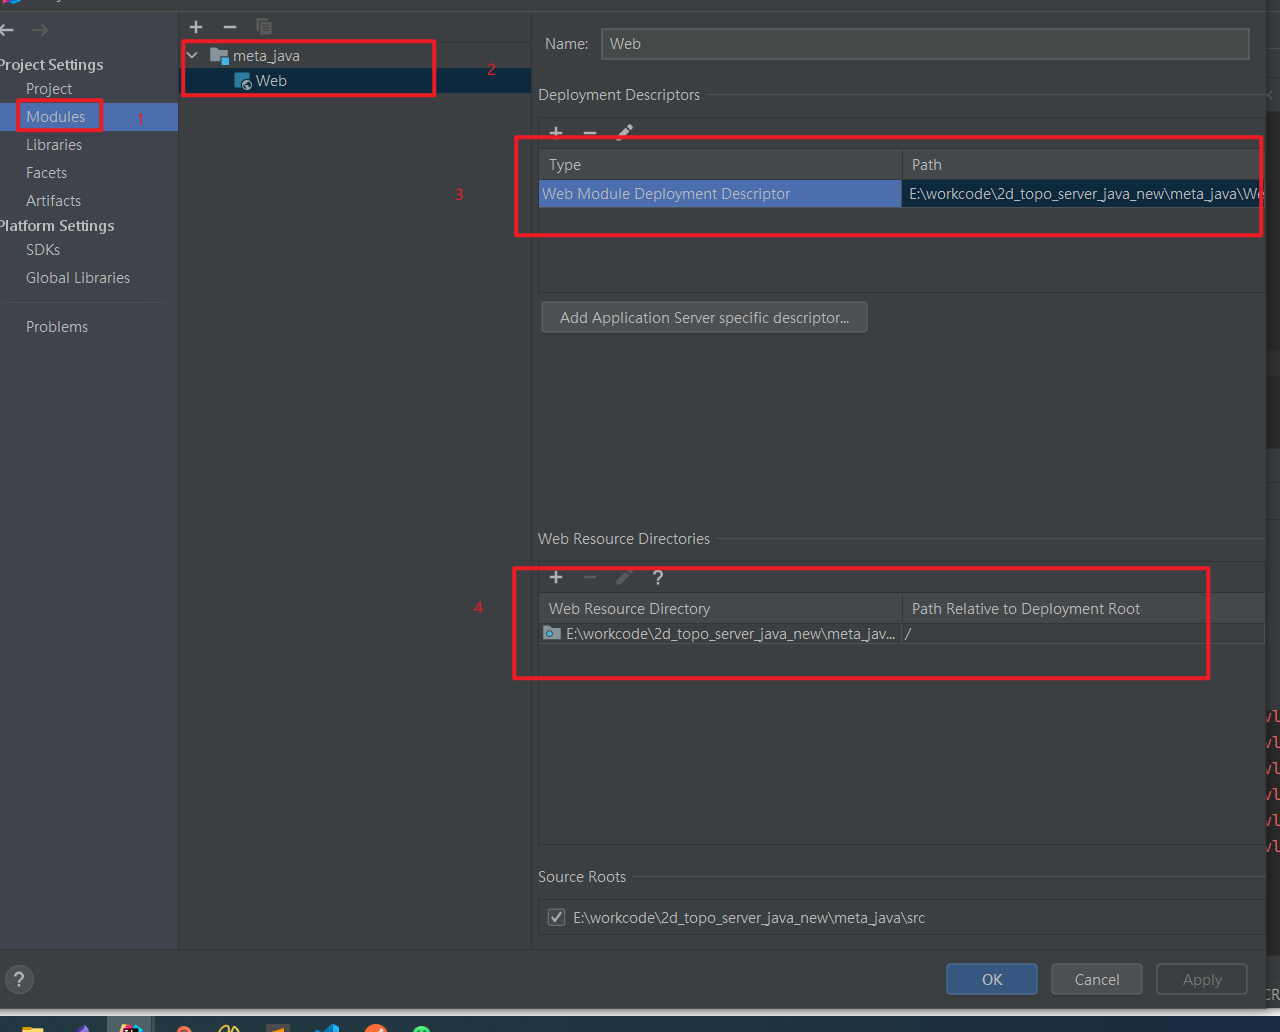 Name:
Web
Project Settings
Project
Modules
1
Libraries
Facets
Artifacts
Platform Settings
SDKs
Global Libraries
Problems
meta_java
Web
2
Deployment Descriptors
Type
Path
3
Web Module Deployment Descriptor
E:\workcode\2d_topo_server_java_new\meta_java\We
Add Application Server specific descriptor...
Web Resource Directories
?
4
Web Resource Directory
Path Relative to Deployment Root
E:\workcode\2d_topo_server_java_new\meta_jav...
/
Source Roots
E:\workcode\2d_topo_server_java_new\meta_java\src
?
OK
Cancel
Apply